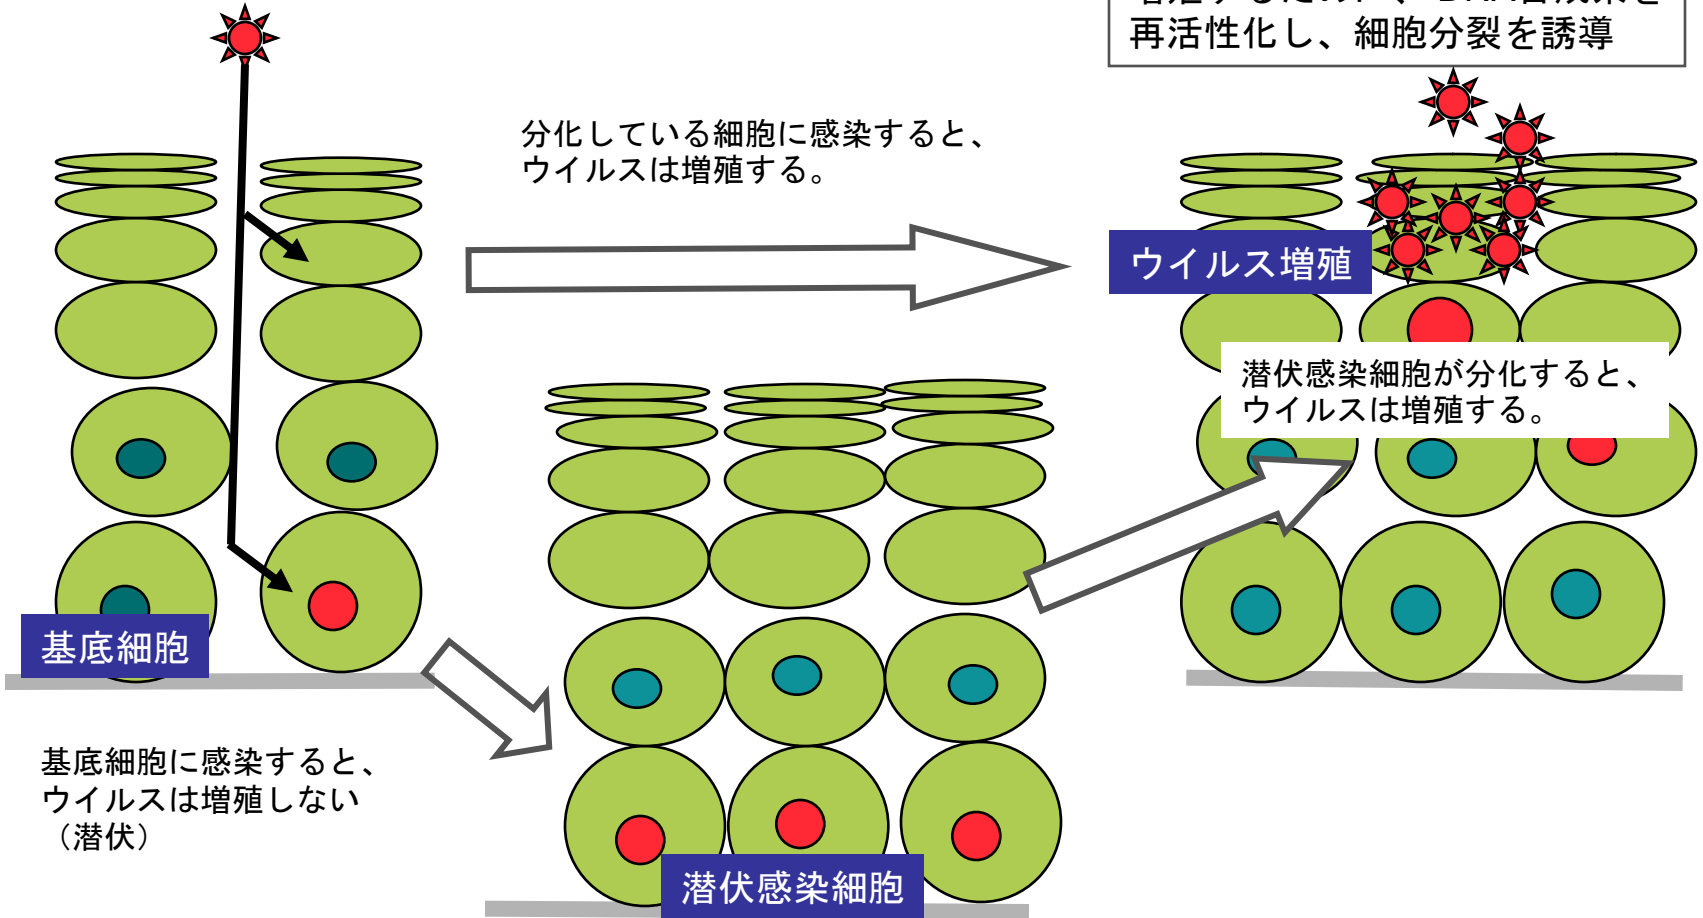 再活性化し、細胞分裂を誘導
分化している細胞に感染すると、
ウイルスは増殖する。
ウイルス増殖
潜伏感染細胞が分化すると、
ウイルスは増殖する。
基底細胞
基底細胞に感染すると、
ウイルスは増殖しない
（潜伏）
潜伏感染細胞